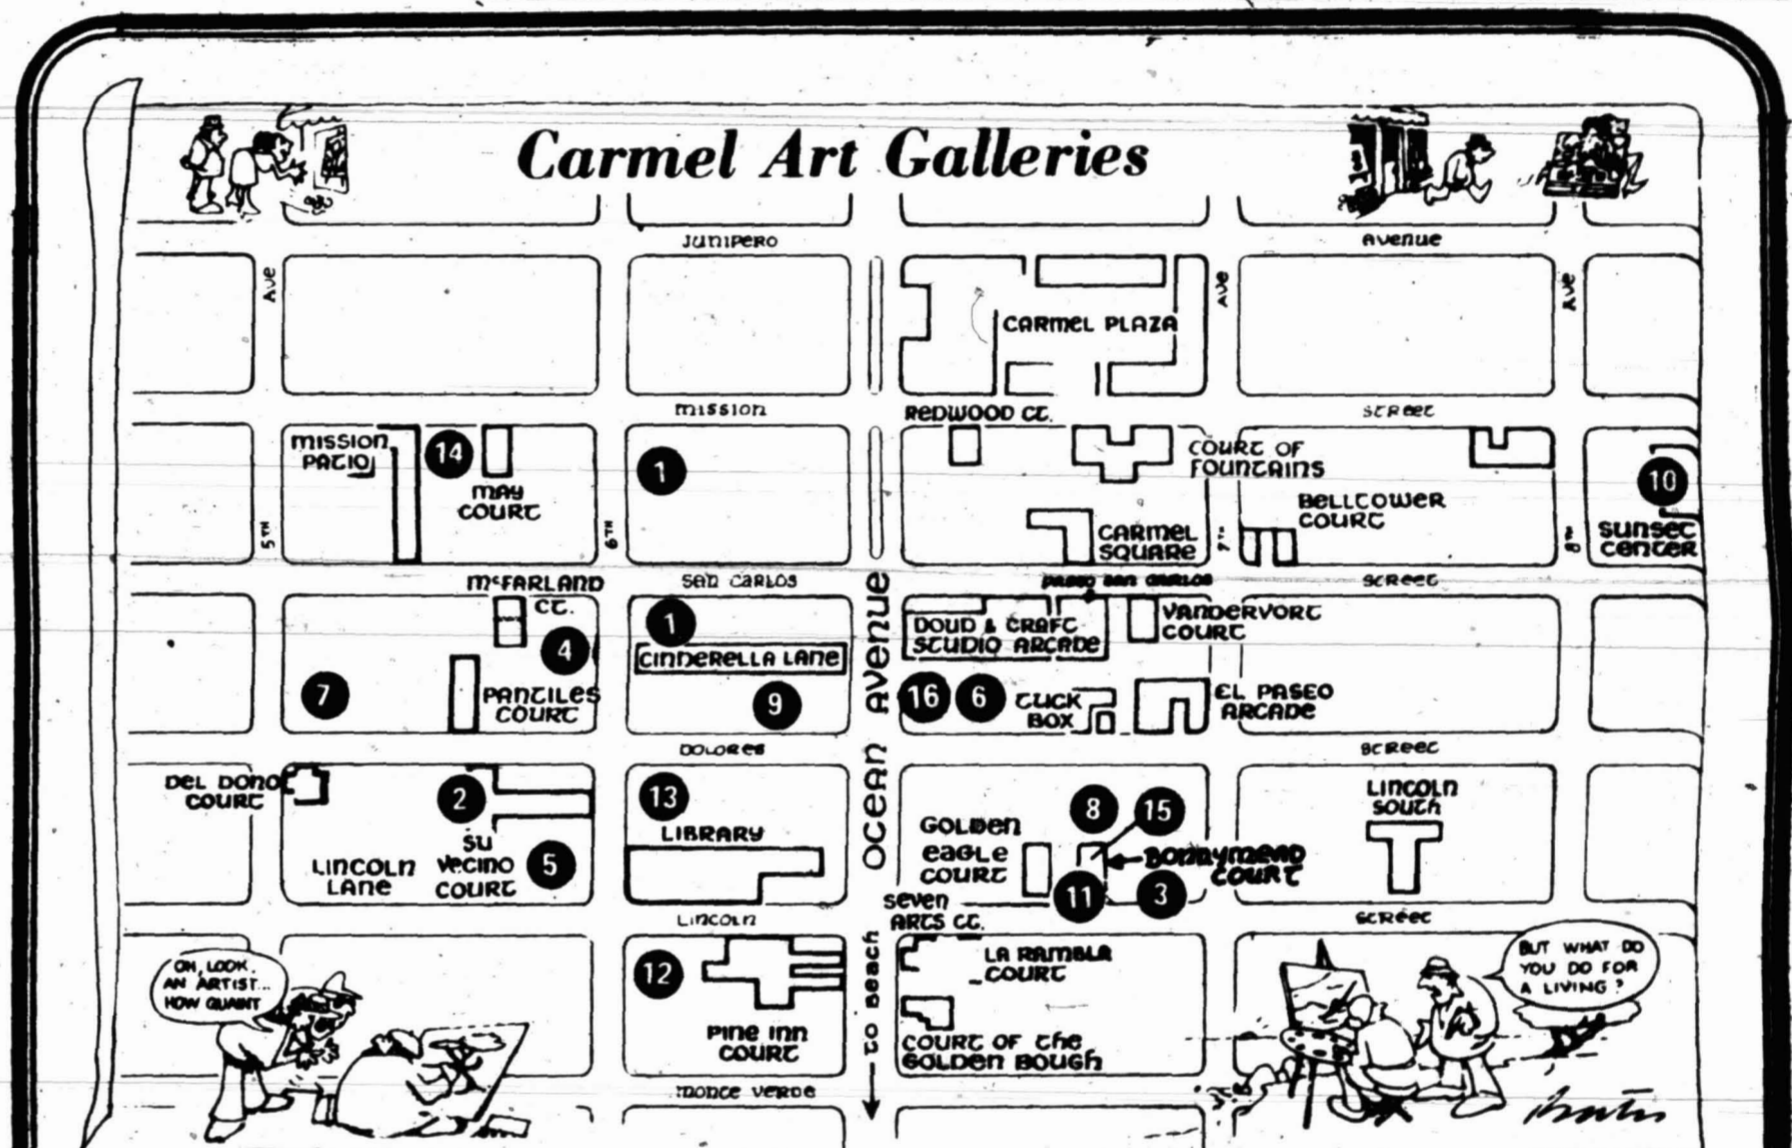 Carmel Art Galleries
JUNIPERO
AVENUE
AVE
AVE
AVE
CARMEL PLAZA
MISSION
REDWOOD CT.
STREET
MISSION
PATIO
14
MAY
COURT
1
COURT OF
FOUNTAINS
BELLTOWER
COURT
10
SUNSET
CENTER
CARMEL
SQUARE
5TH
6TH
7TH
8TH
McFARLAND
CT.
SAN CARLOS
PASEO SAN CARLOS
STREET
4
7
PANTILES
COURT
1
CINDERELLA LANE
9
OCEAN AVENUE
DOUD & CRAFT
STUDIO ARCADE
VANDERVORT
COURT
16
6
TUCK
BOX
EL PASEO
ARCADE
DOLORES
STREET
DEL DONO
COURT
2
SU
VECINO
COURT
LINCOLN
LANE
5
13
LIBRARY
GOLDEN
EAGLE
COURT
8
15
BONNYMEAD
COURT
11
3
LINCOLN
SOUTH
LINCOLN
SEVEN
ARTS CT.
STREET
12
PINE INN
COURT
TO BEACH
LA RAMBLA
COURT
COURT OF THE
GOLDEN BOUGH
MONTE VERDE
OH, LOOK,
AN ARTIST...
HOW QUAINT
BUT WHAT DO
YOU DO FOR
A LIVING?